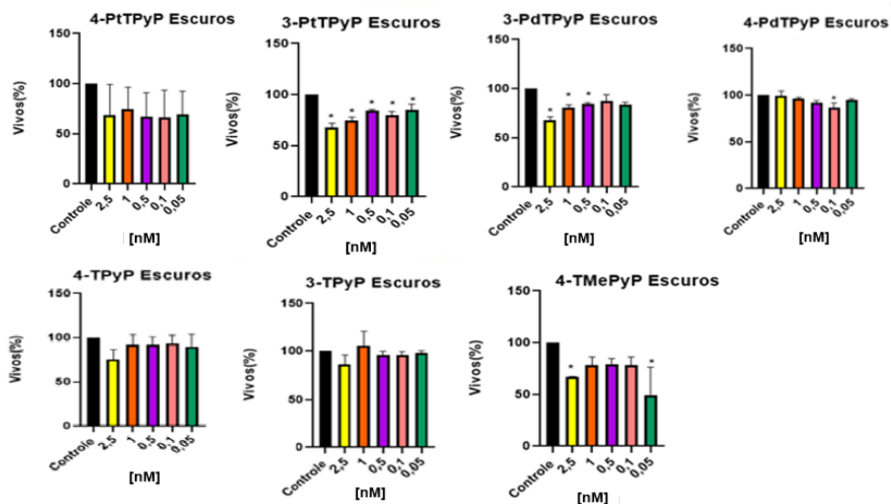 4-PtTPyP Escuros
150
100
50
0
Vivos(%)
Controle
2,5
1
0,5
0,1
0,05
[nM]
3-PtTPyP Escuros
150
100
50
0
Vivos(%)
*
*
*
*
*
Controle
2,5
1
0,5
0,1
0,05
[nM]
3-PdTPyP Escuros
150
100
50
0
Vivos(%)
*
*
*
Controle
2,5
1
0,5
0,1
0,05
[nM]
4-PdTPyP Escuros
150
100
50
0
Vivos(%)
*
Controle
2,5
1
0,5
0,1
0,05
[nM]
4-TPyP Escuros
150
100
50
0
Vivos(%)
Controle
2,5
1
0,5
0,1
0,05
[nM]
3-TPyP Escuros
150
100
50
0
Vivos(%)
Controle
2,5
1
0,5
0,1
0,05
[nM]
4-TMePyP Escuros
150
100
50
0
Vivos(%)
*
*
Controle
2,5
1
0,5
0,1
0,05
[nM]